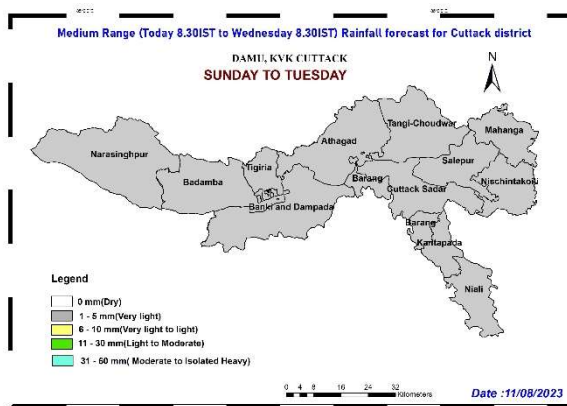 Medium Range (Today 8.30IST to Wednesday 8.30IST) Rainfall forecast for Cuttack district
DAMU, KVK CUTTACK
SUNDAY TO TUESDAY
N
Tangi-Choudwar
Mahanga
Athagad
Narasinghpur
Tigiria
Salepur
Badamba
Barang
Nischintakoili
Cuttack Sadar
Banki and Dampada
Barang
Kantapada
Niali
Legend
0 mm(Dry)
1 - 5 mm(Very light)
6 - 10 mm(Very light to light)
11 - 30 mm(Light to Moderate)
31 - 60 mm( Moderate to Isolated Heavy)
0 4 8 16 24 32
Kilometers
Date :11/08/2023